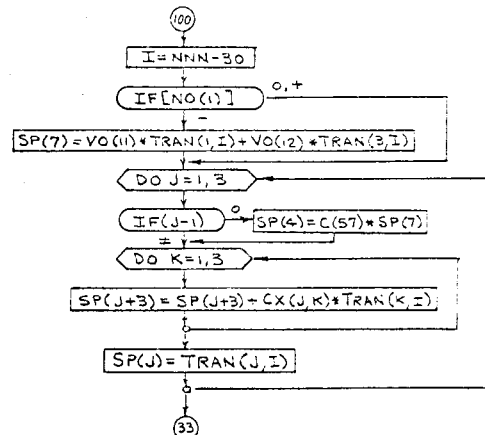 100
I=NNN-30
IF[NO(1)]
0,+
-
SP(7)=VO(11)*TRAN(1,I)+VO(12)*TRAN(3,I)
DO J=1,3
IF(J-1)
0
SP(4)=C(57)*SP(7)
≠
DO K=1,3
SP(J+3)=SP(J+3)+CX(J,K)*TRAN(K,I)
SP(J)=TRAN(J,I)
33